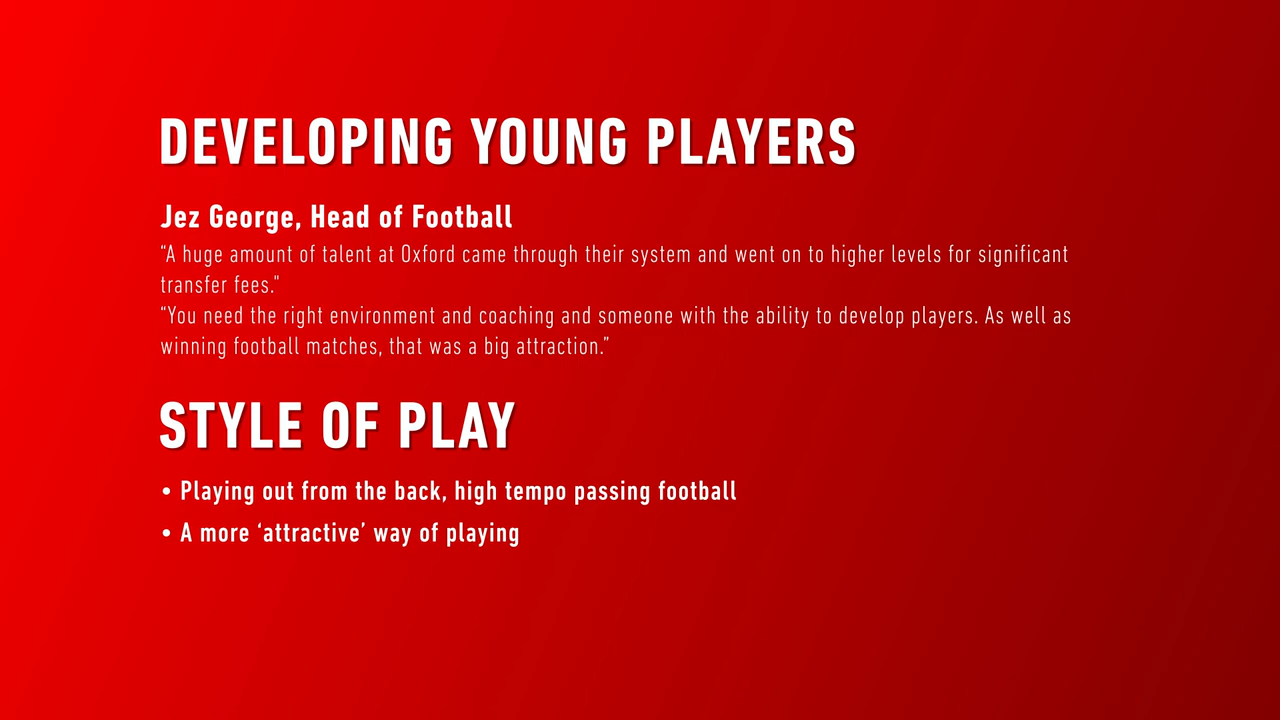 DEVELOPING YOUNG PLAYERS
Jez George, Head of Football
“A huge amount of talent at Oxford came through their system and went on to higher levels for significant
transfer fees."
“You need the right environment and coaching and someone with the ability to develop players. As well as
winning football matches, that was a big attraction.”
STYLE OF PLAY
• Playing out from the back, high tempo passing football
• A more ‘attractive’ way of playing